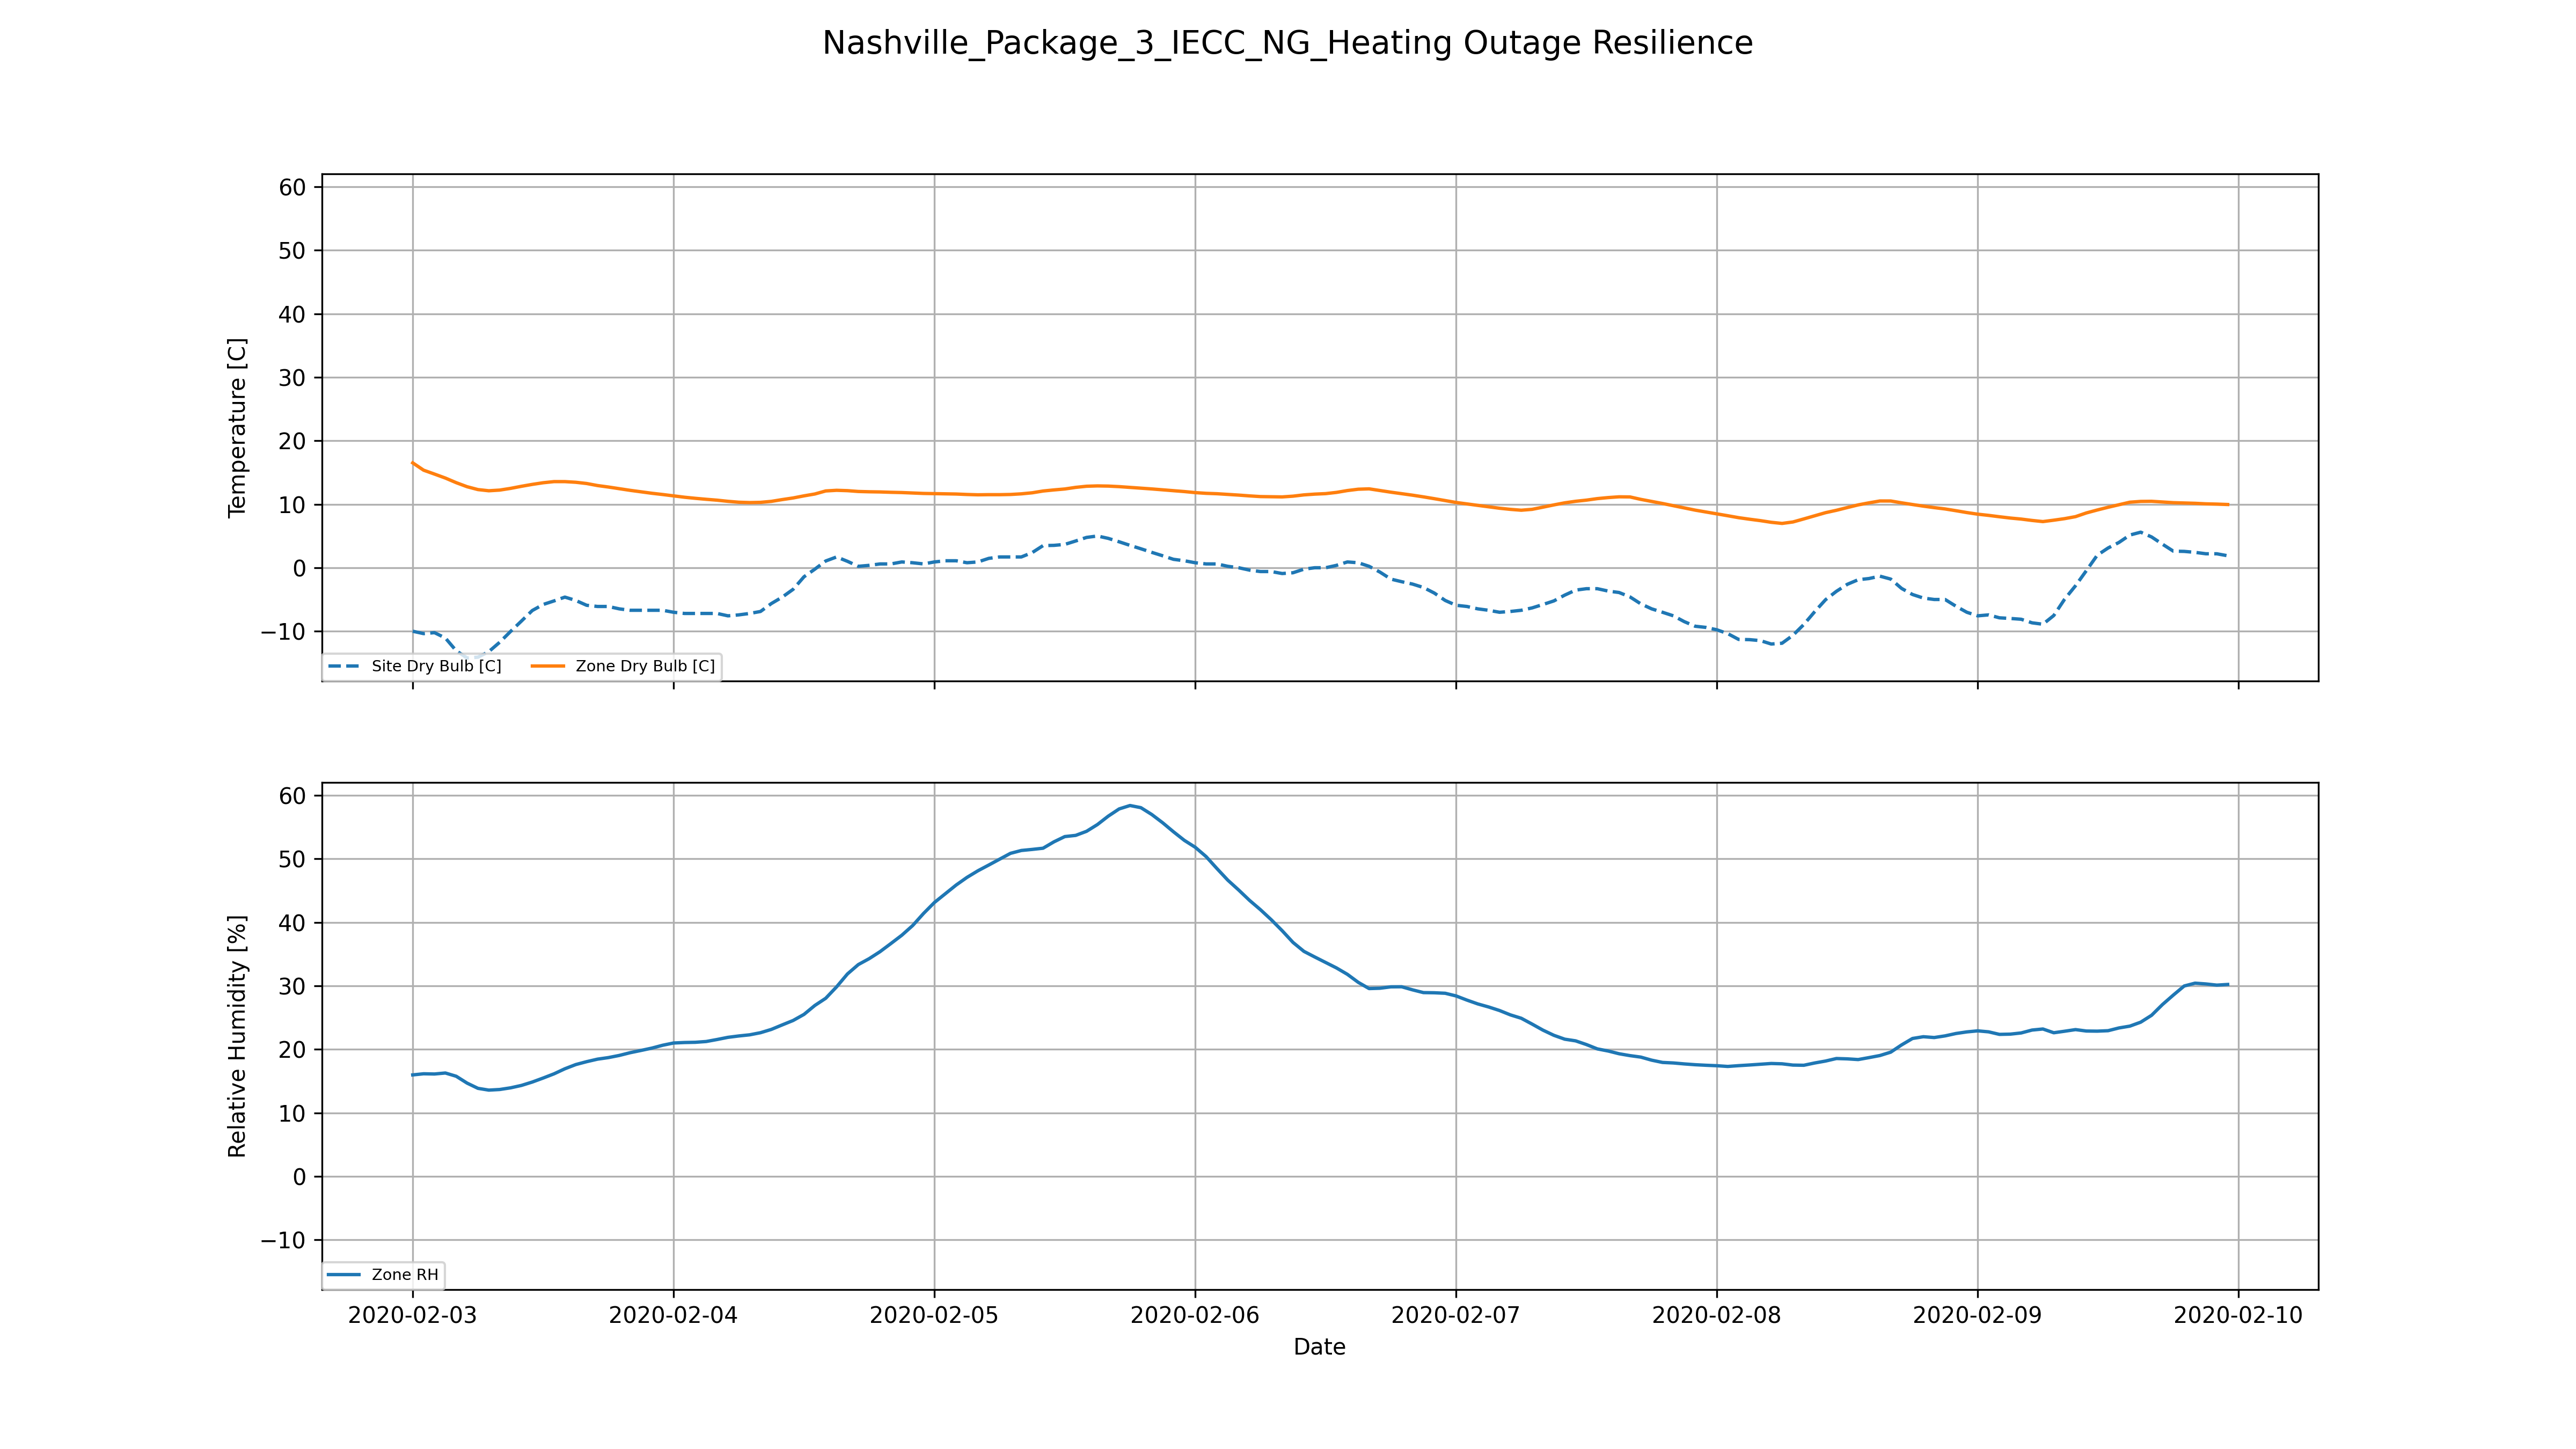 Nashville_Package_3_IECC_NG_Heating Outage Resilience
60
50
40
30
20
10
0
−10
Temperature [C]
Site Dry Bulb [C] Zone Dry Bulb [C]
60
50
40
30
20
10
0
−10
Relative Humidity [%]
Zone RH
2020-02-03 2020-02-04 2020-02-05 2020-02-06 2020-02-07 2020-02-08 2020-02-09 2020-02-10
Date